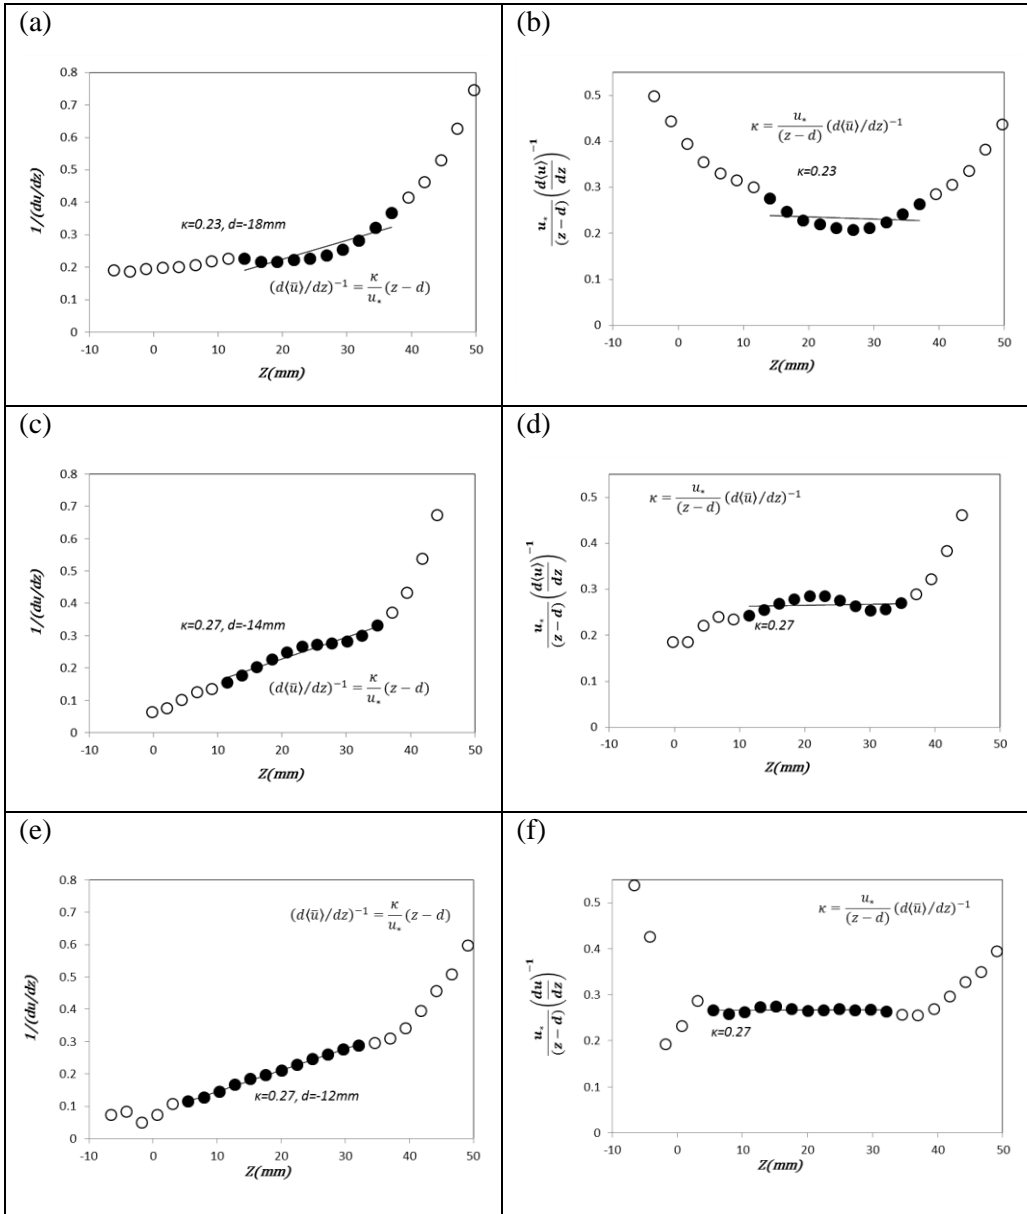 (a)
1/(du/dz)
0.8
0.7
0.6
0.5
0.4
0.3
0.2
0.1
0
κ=0.23, d=-18mm
(d⟨ū⟩/dz)⁻¹ = κ/u* (z − d)
-10 0 10 20 30 40 50
Z(mm)
(b)
u*/(z − d) (d⟨u⟩/dz)⁻¹
0.5
0.4
0.3
0.2
0.1
0
κ = u*/(z − d) (d⟨ū⟩/dz)⁻¹
κ=0.23
-10 0 10 20 30 40 50
Z(mm)
(c)
1/(du/dz)
0.8
0.7
0.6
0.5
0.4
0.3
0.2
0.1
0
κ=0.27, d=-14mm
(d⟨ū⟩/dz)⁻¹ = κ/u* (z − d)
-10 0 10 20 30 40 50
Z(mm)
(d)
u*/(z − d) (d⟨u⟩/dz)⁻¹
0.5
0.4
0.3
0.2
0.1
0
κ = u*/(z − d) (d⟨ū⟩/dz)⁻¹
κ=0.27
-10 0 10 20 30 40 50
Z(mm)
(e)
1/(du/dz)
0.8
0.7
0.6
0.5
0.4
0.3
0.2
0.1
0
(d⟨ū⟩/dz)⁻¹ = κ/u* (z − d)
κ=0.27, d=-12mm
-10 0 10 20 30 40 50
Z(mm)
(f)
u*/(z − d) (du/dz)⁻¹
0.5
0.4
0.3
0.2
0.1
0
κ = u*/(z − d) (d⟨ū⟩/dz)⁻¹
κ=0.27
-10 0 10 20 30 40 50
Z(mm)